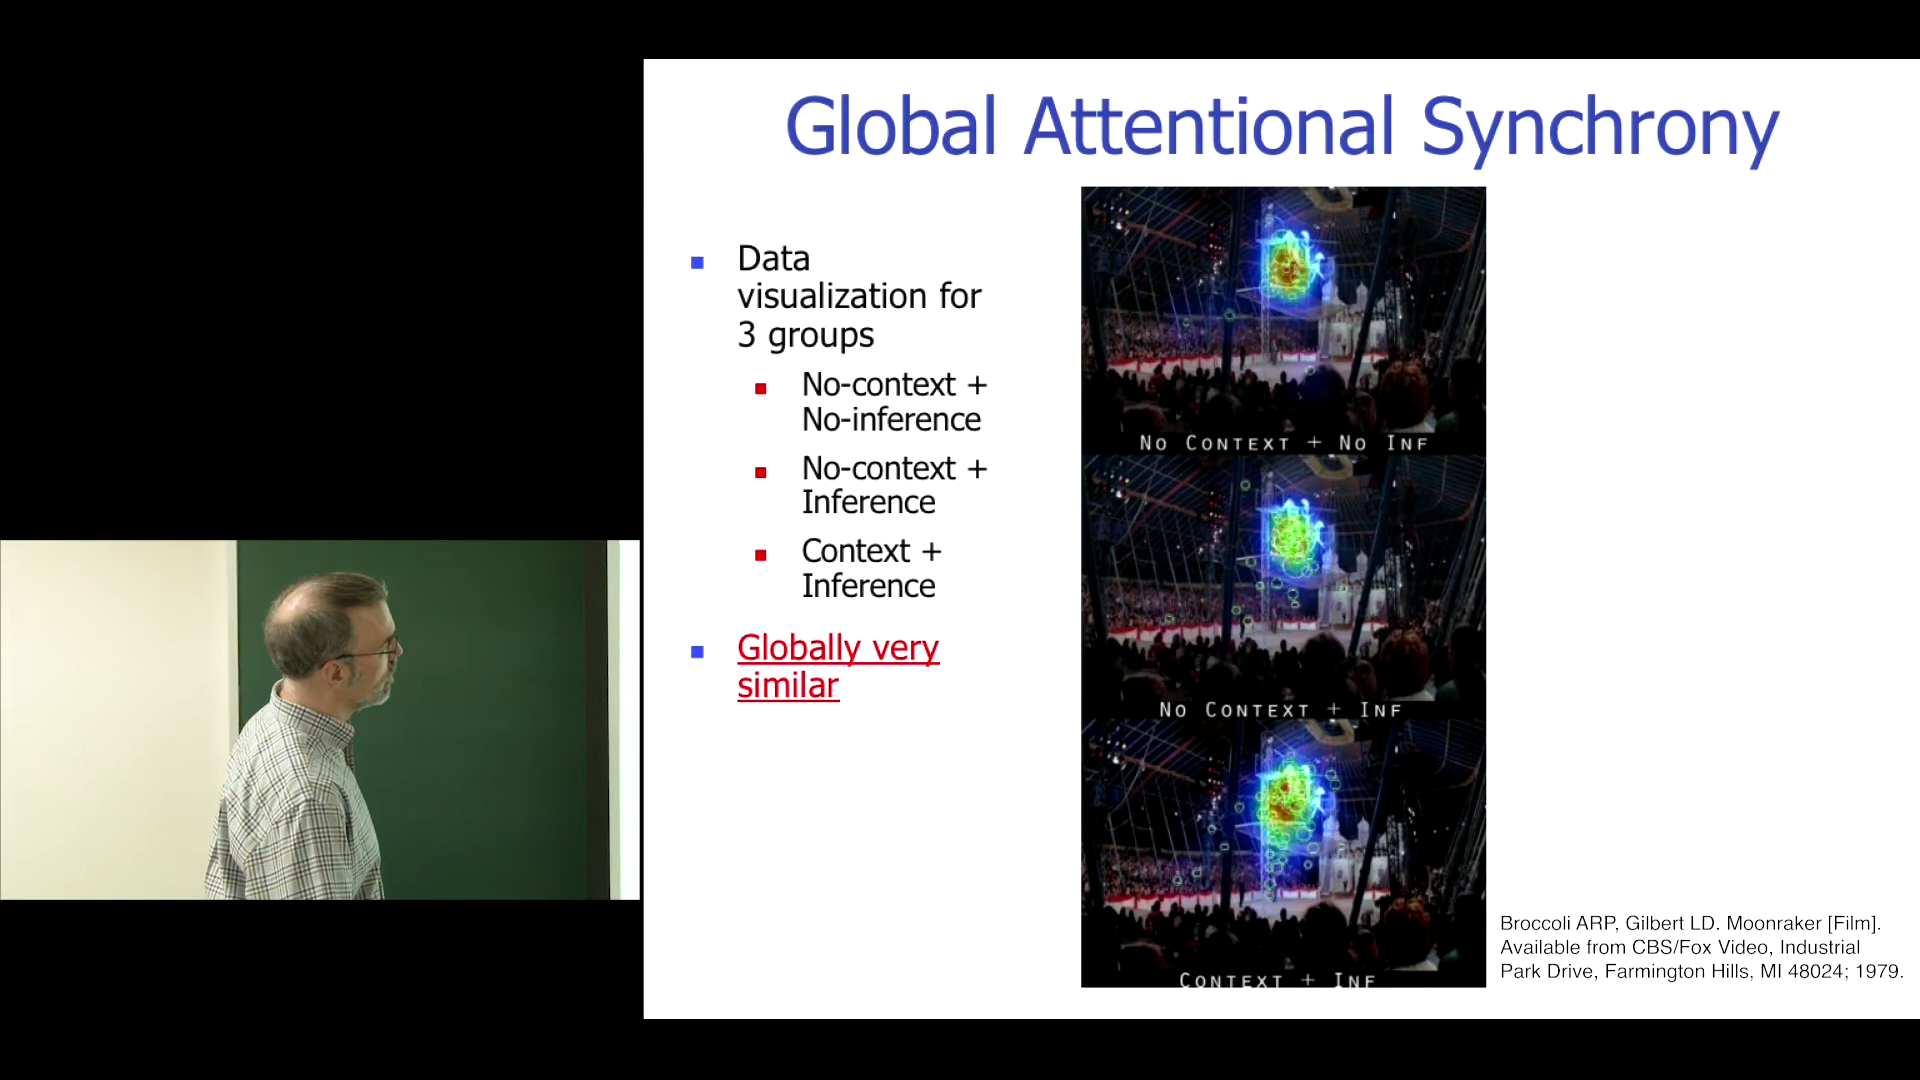 Global Attentional Synchrony
Data
visualization for
3 groups
No-context +
No-inference
No-context +
Inference
Context +
Inference
Globally very
similar
No Context + No Inf
No Context + Inf
Context + Inf
Broccoli ARP, Gilbert LD. Moonraker [Film].
Available from CBS/Fox Video, Industrial
Park Drive, Farmington Hills, MI 48024; 1979.